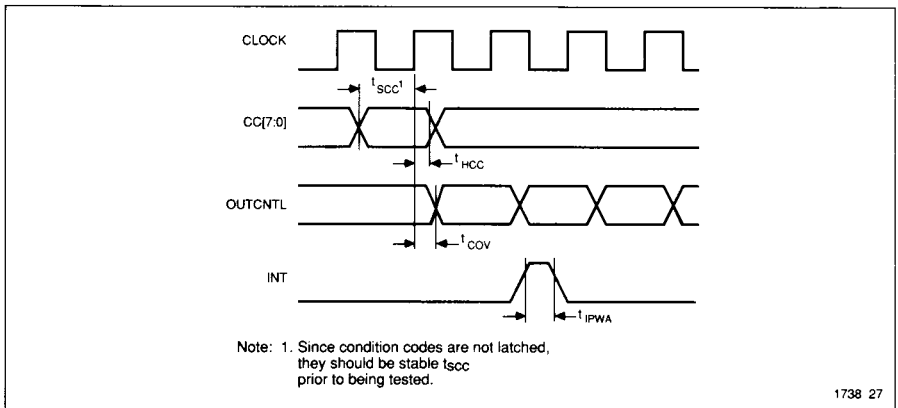 CLOCK
t SCC 1
CC[7:0]
t HCC
OUTCNTL
t COV
INT
t IPWA
Note: 1. Since condition codes are not latched,
they should be stable tscc
prior to being tested.
1738 27